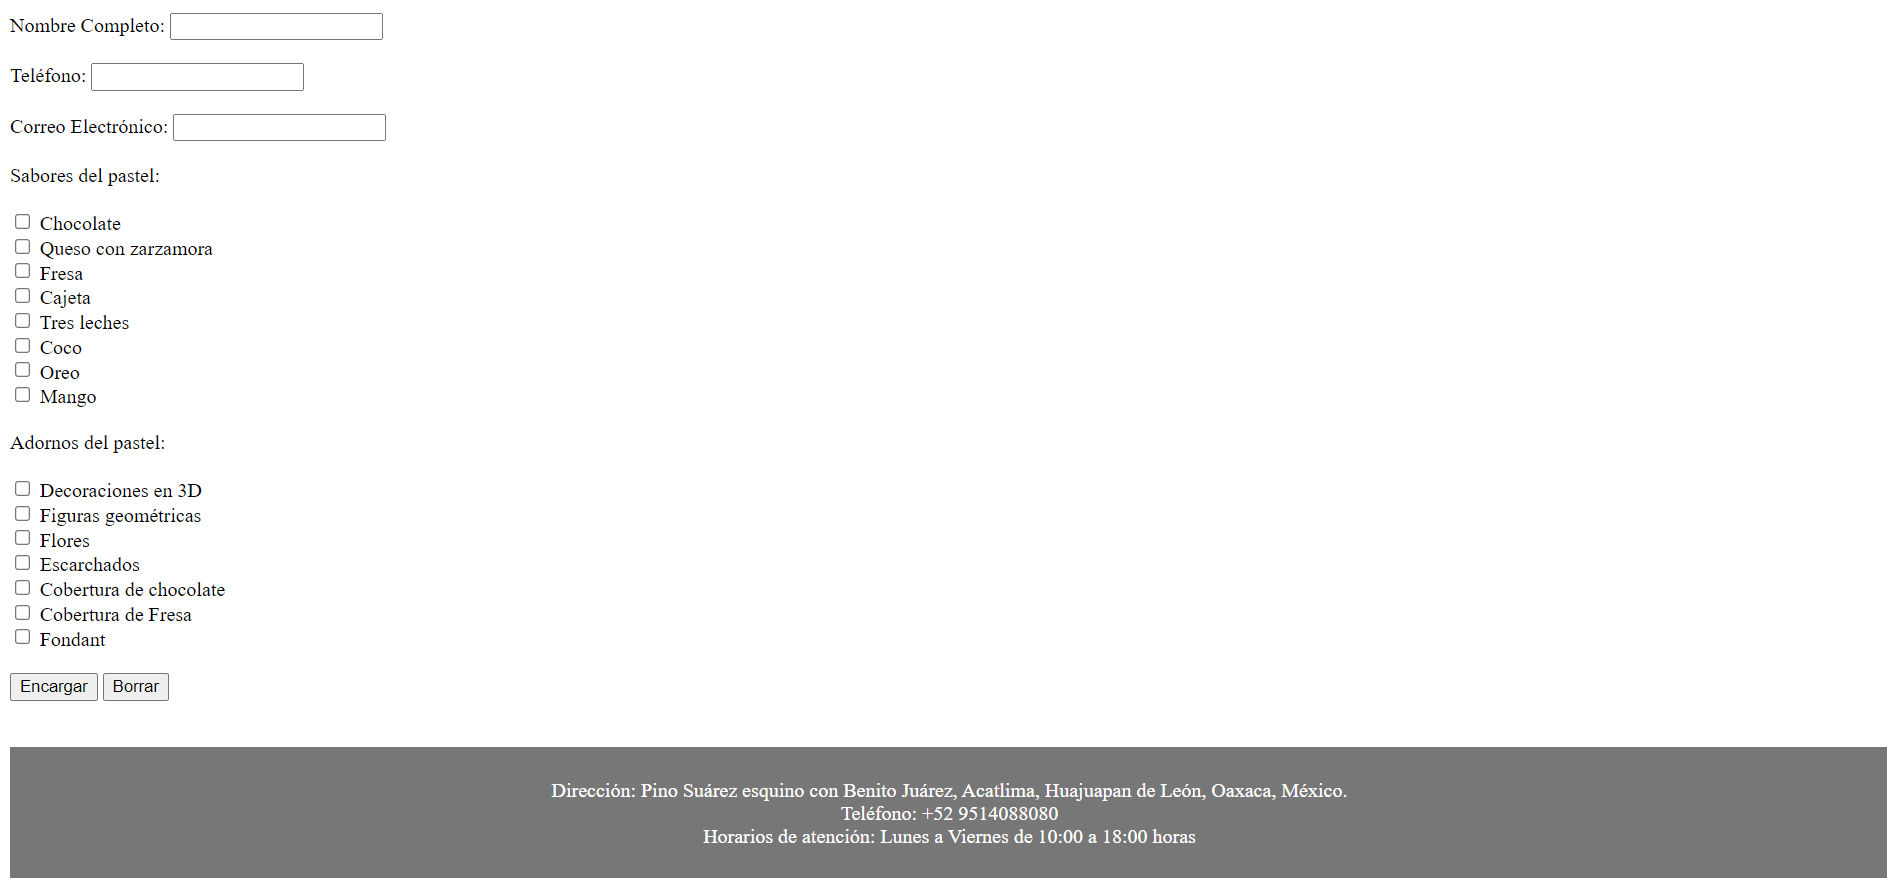 Nombre Completo:
Teléfono:
Correo Electrónico:
Sabores del pastel:
Chocolate
Queso con zarzamora
Fresa
Cajeta
Tres leches
Coco
Oreo
Mango
Adornos del pastel:
Decoraciones en 3D
Figuras geométricas
Flores
Escarchados
Cobertura de chocolate
Cobertura de Fresa
Fondant
Encargar Borrar
Dirección: Pino Suárez esquino con Benito Juárez, Acatlima, Huajuapan de León, Oaxaca, México.
Teléfono: +52 9514088080
Horarios de atención: Lunes a Viernes de 10:00 a 18:00 horas